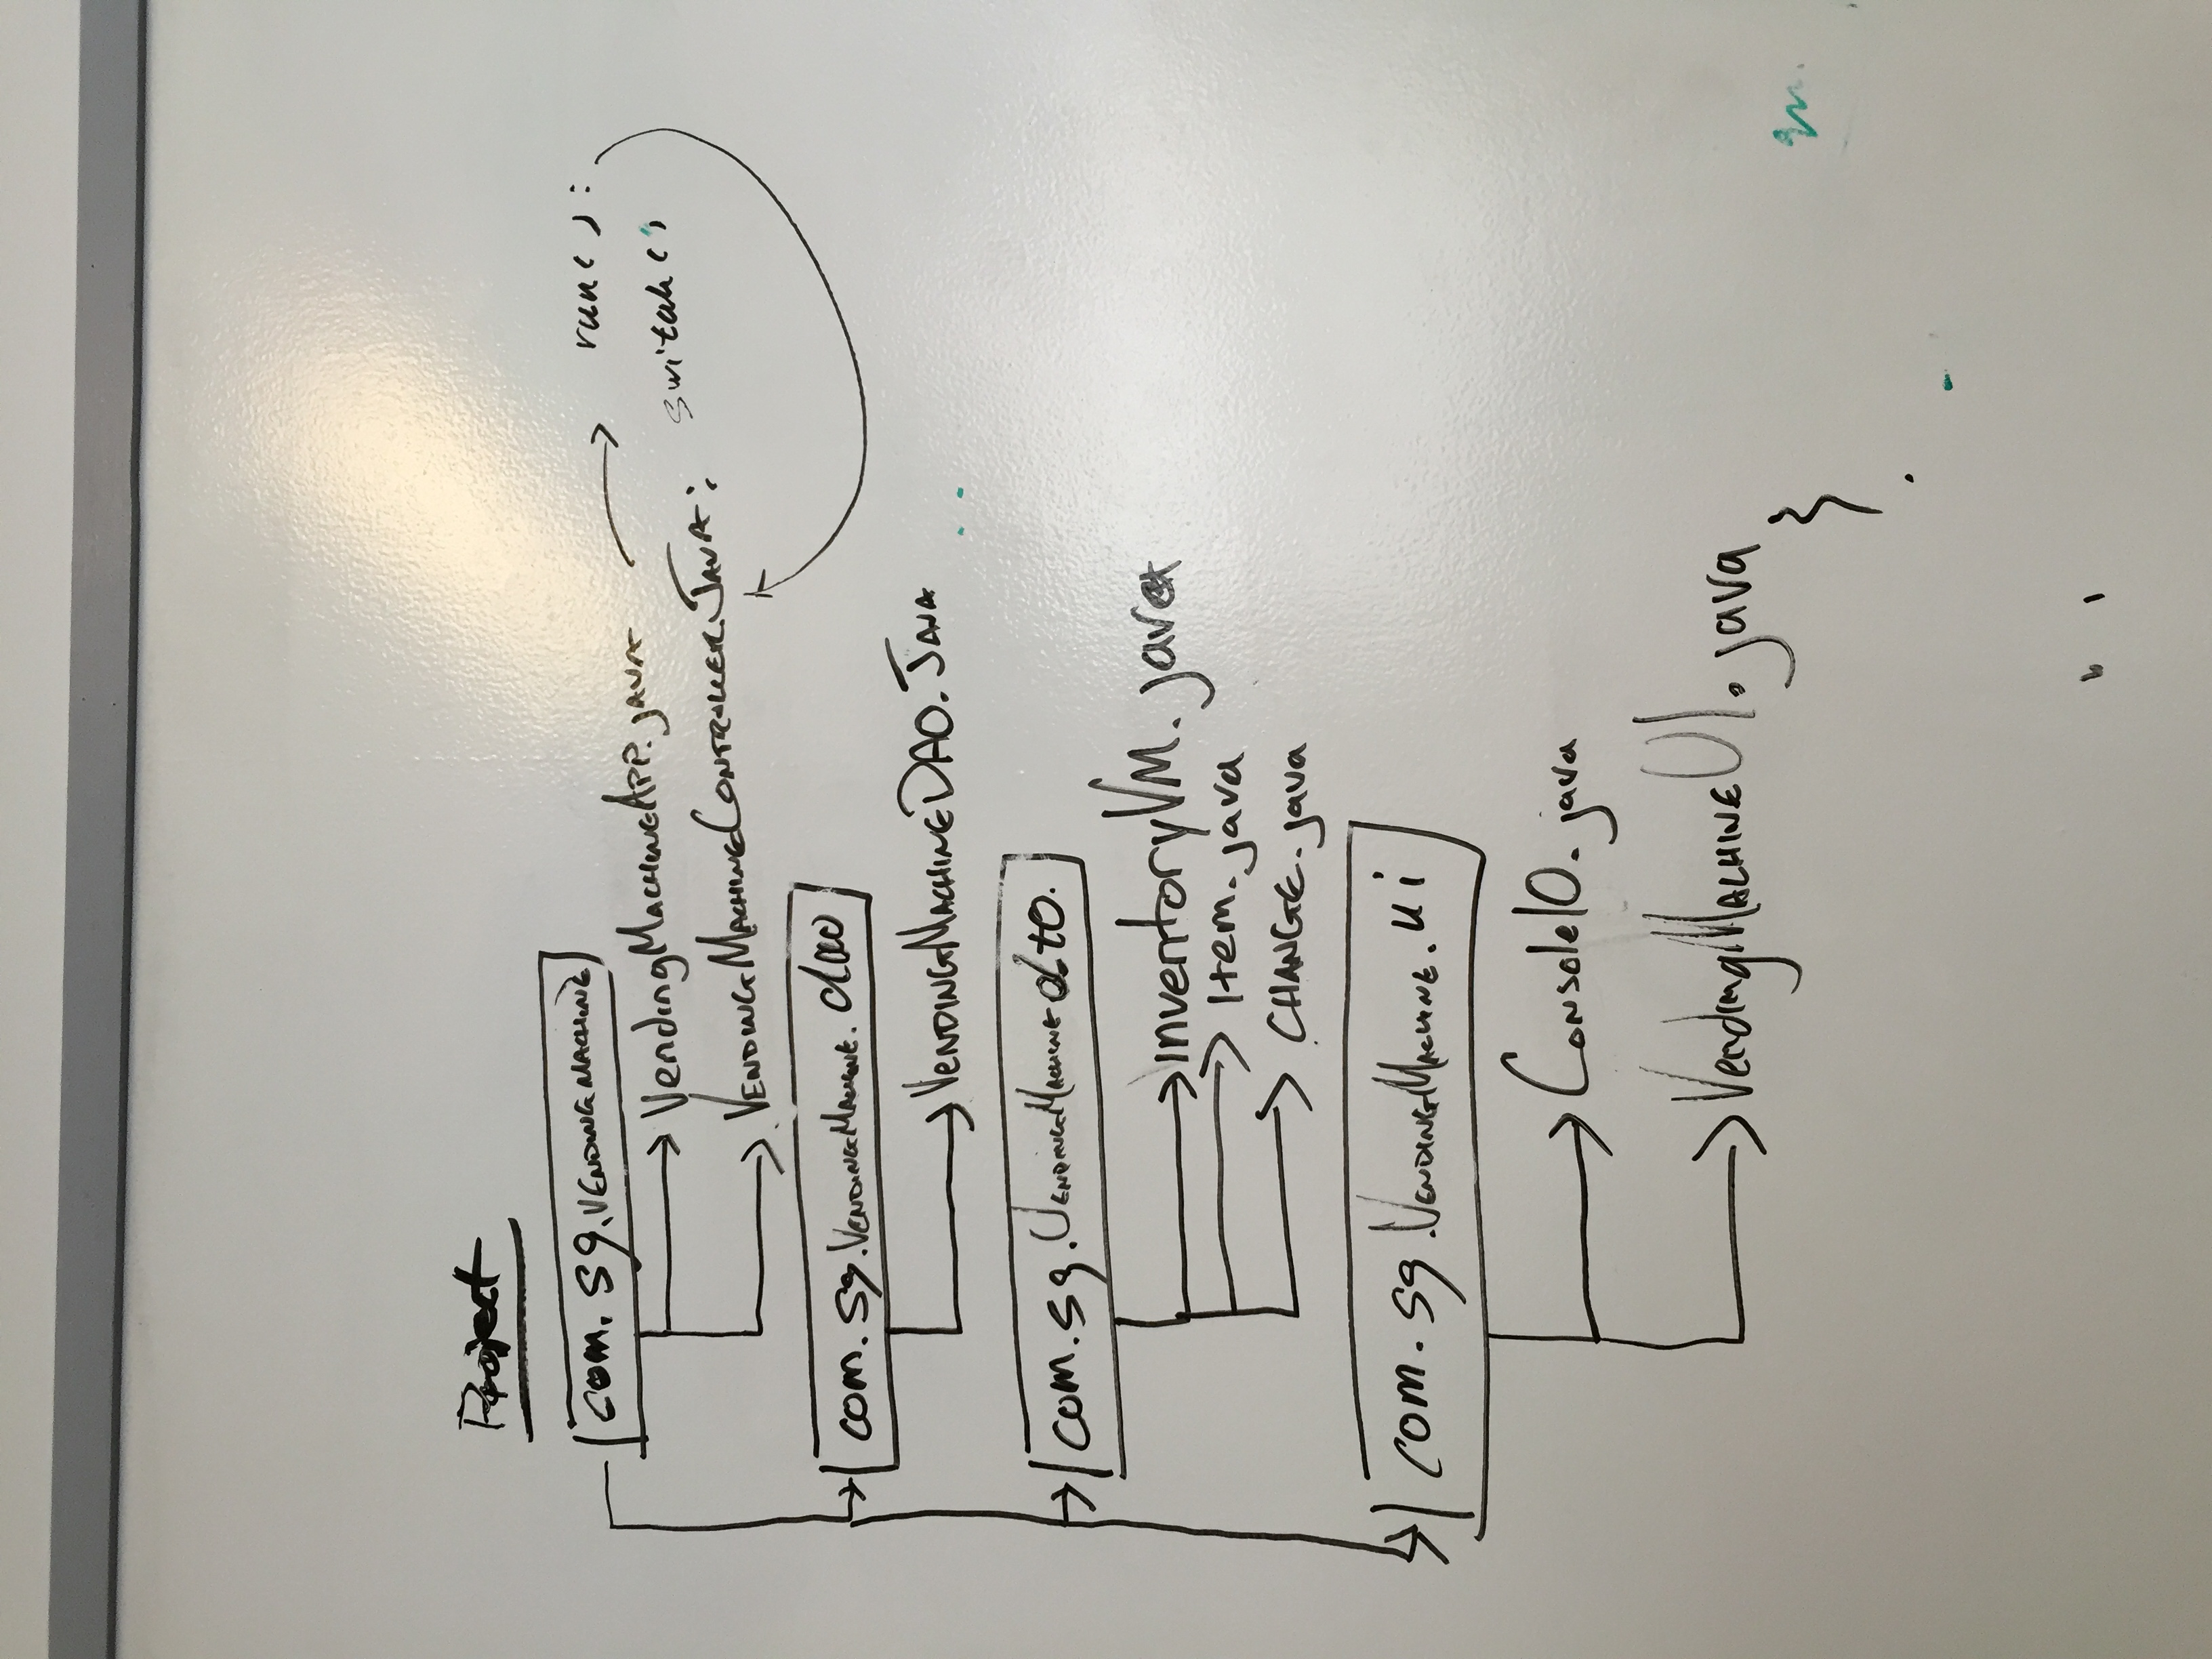 Project
com.sg.VENDINGMACHINE
VendingMACHINEAPP.java
run():
VENDINGMACHINECONTROLLER.JAVA;
switch()
com.sg.VENDINGMACHINE.dao
VENDINGMACHINEDAO.JAVA
com.sg.VENDINGMACHINE.dto.
inventoryVM.java
Item.java
CHANGE.java
com.sg.VENDINGMACHINE.ui
ConsoleIO.java
VendingMACHINEUI.java
}